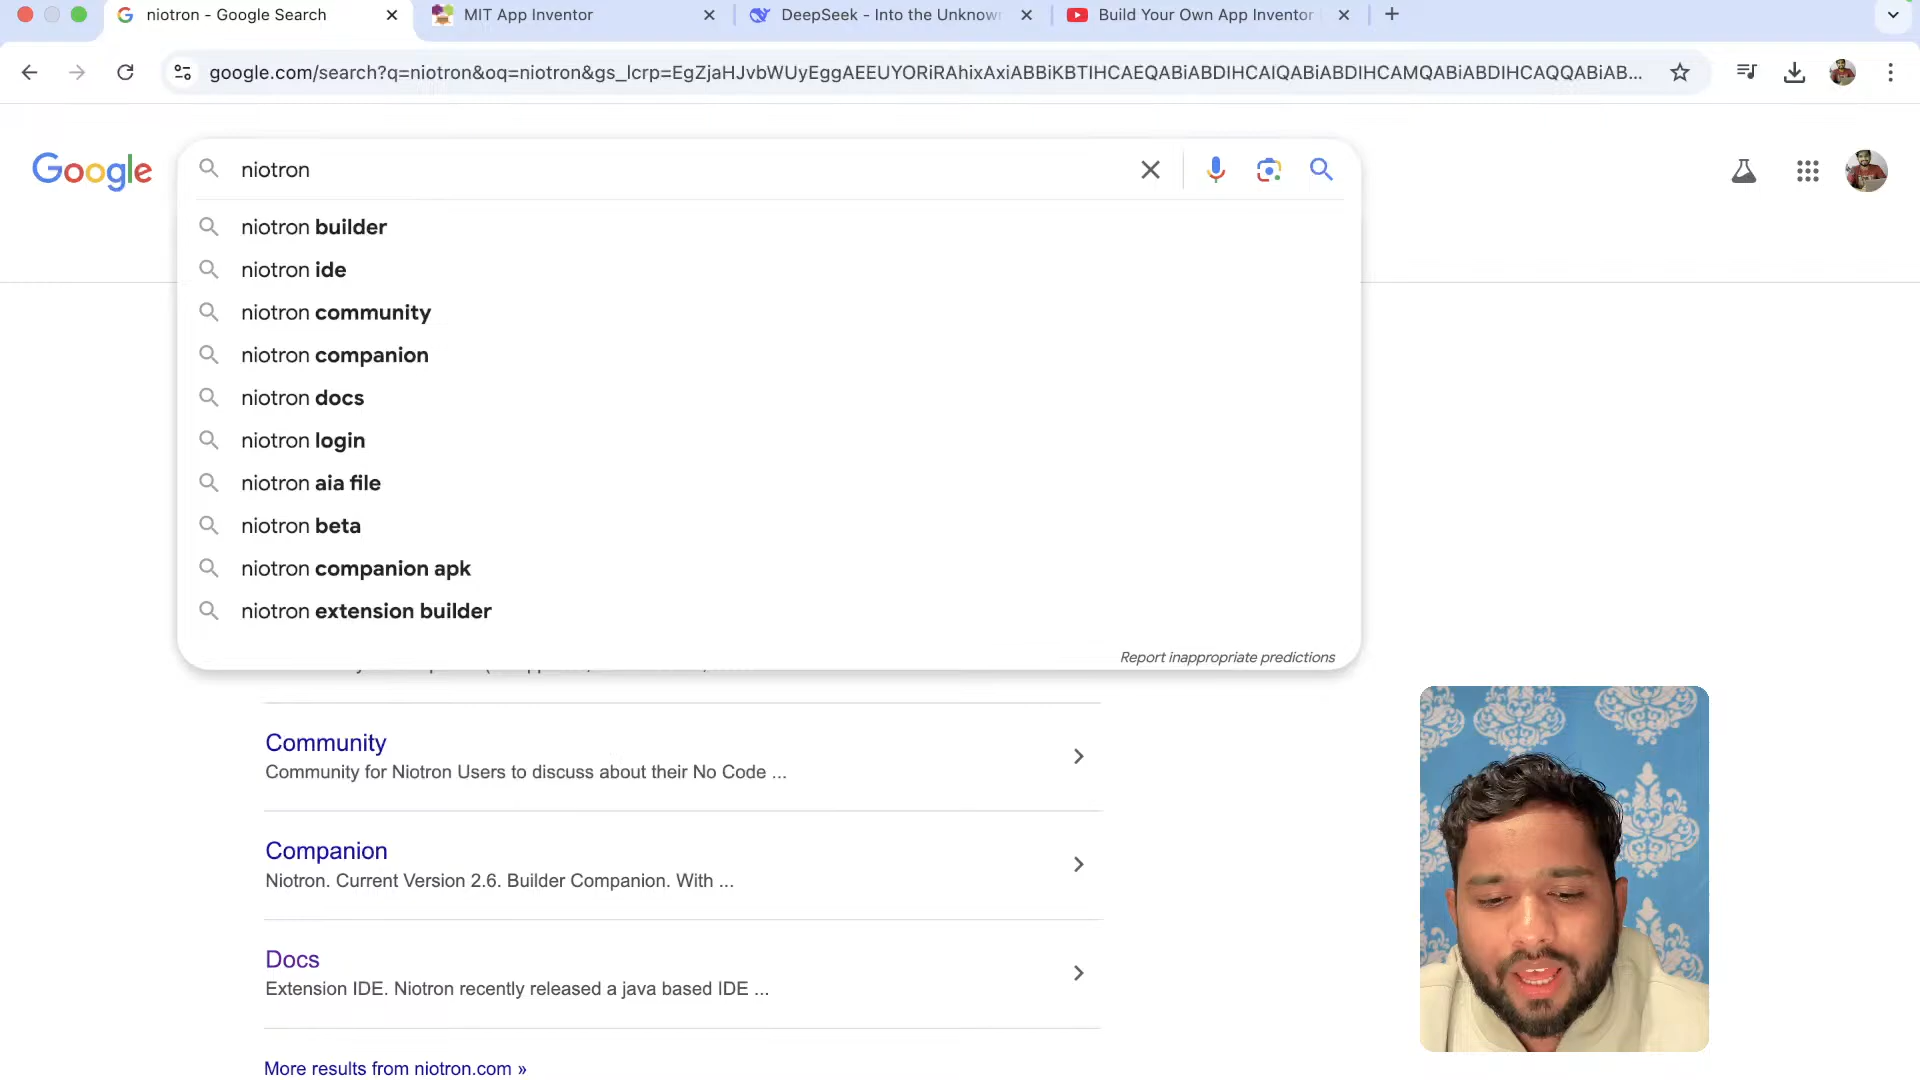 niotron - Google Search
MIT App Inventor
DeepSeek - Into the Unknown
Build Your Own App Inventor
google.com/search?q=niotron&oq=niotron&gs_lcrp=EgZjaHJvbWUyEggAEEUYORiRAhixAxiABBiKBTIHCAEQABiABDIHCAIQABiABDIHCAMQABiABDIHCAQQABiAB...
Google
niotron
niotron builder
niotron ide
niotron community
niotron companion
niotron docs
niotron login
niotron aia file
niotron beta
niotron companion apk
niotron extension builder
Report inappropriate predictions
Community
Community for Niotron Users to discuss about their No Code ...
Companion
Niotron. Current Version 2.6. Builder Companion. With ...
Docs
Extension IDE. Niotron recently released a java based IDE ...
More results from niotron.com »